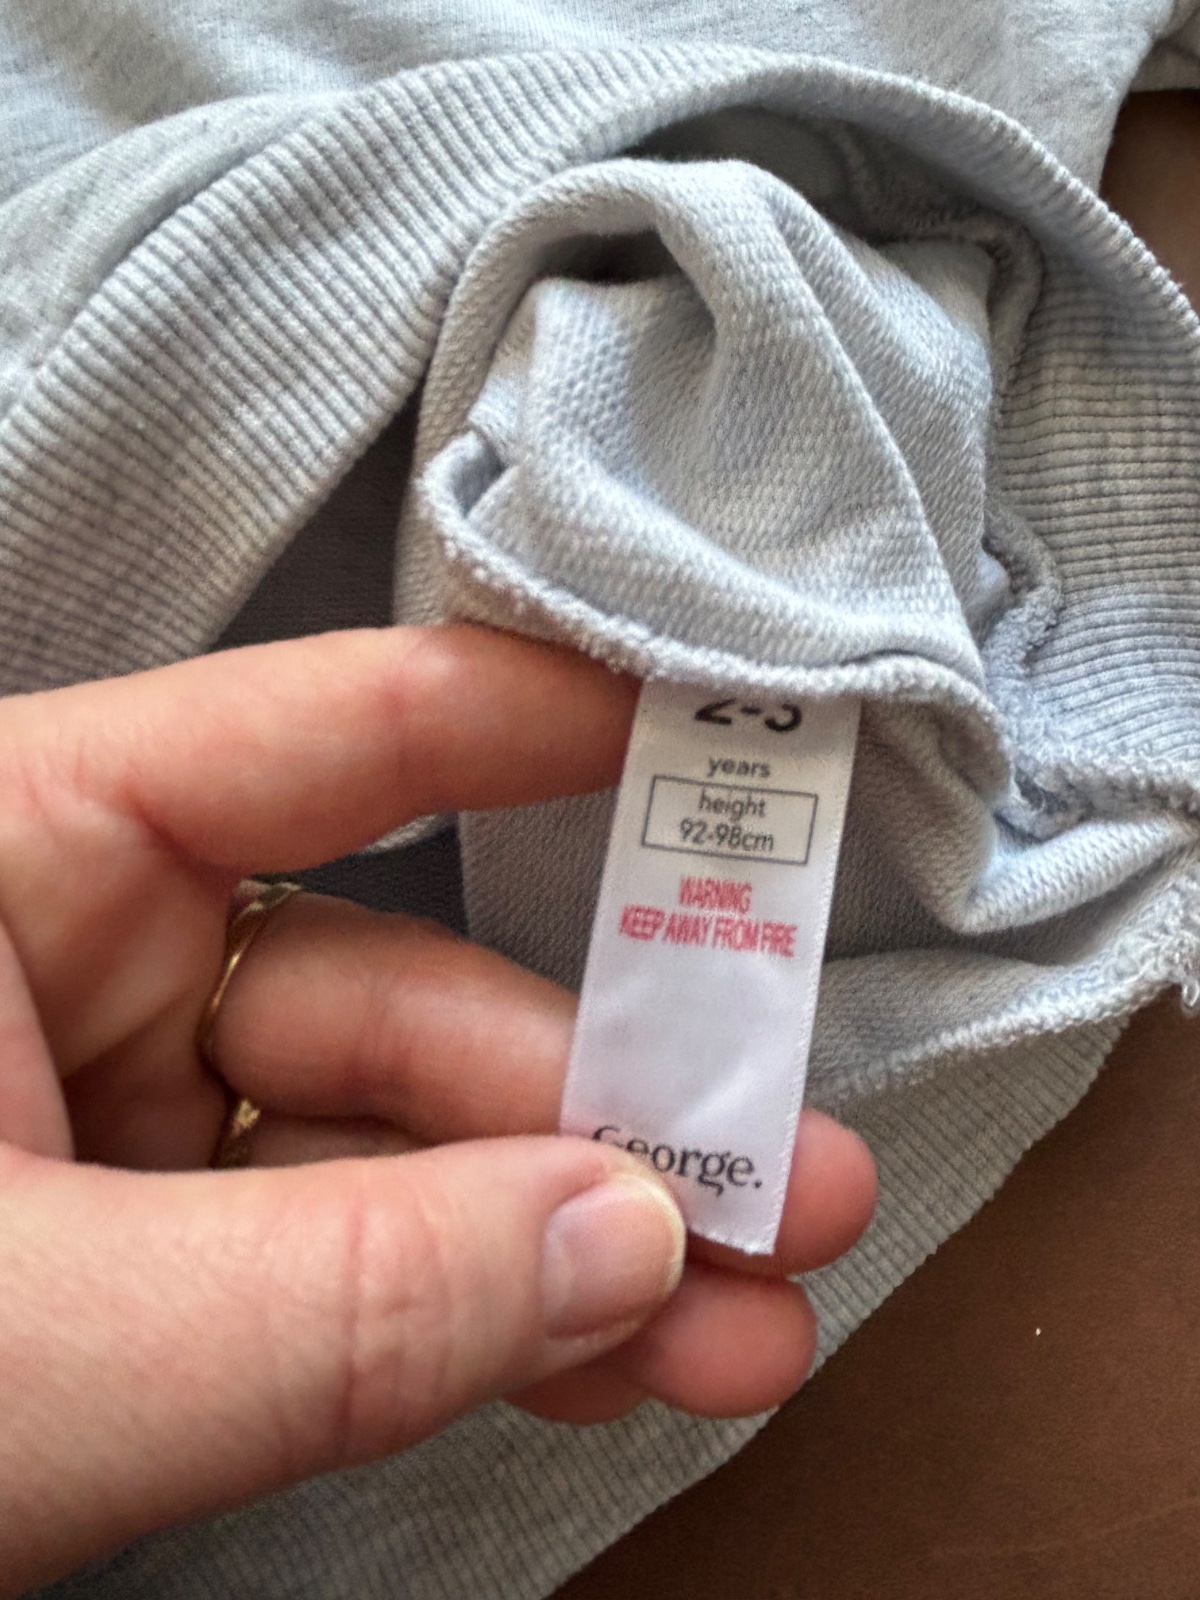 2-3
years
height
92-98cm
WARNING
KEEP AWAY FROM FIRE
George.